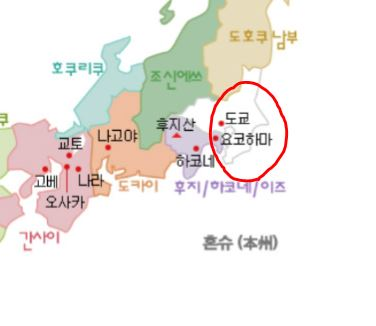 도호쿠남부
호쿠리쿠
조신에쓰
쿠
교토
나고야
후지산
도쿄
요코하마
하코네
고베
나라
도카이
후지/하코네/이즈
오사카
간사이
혼슈 (本州)